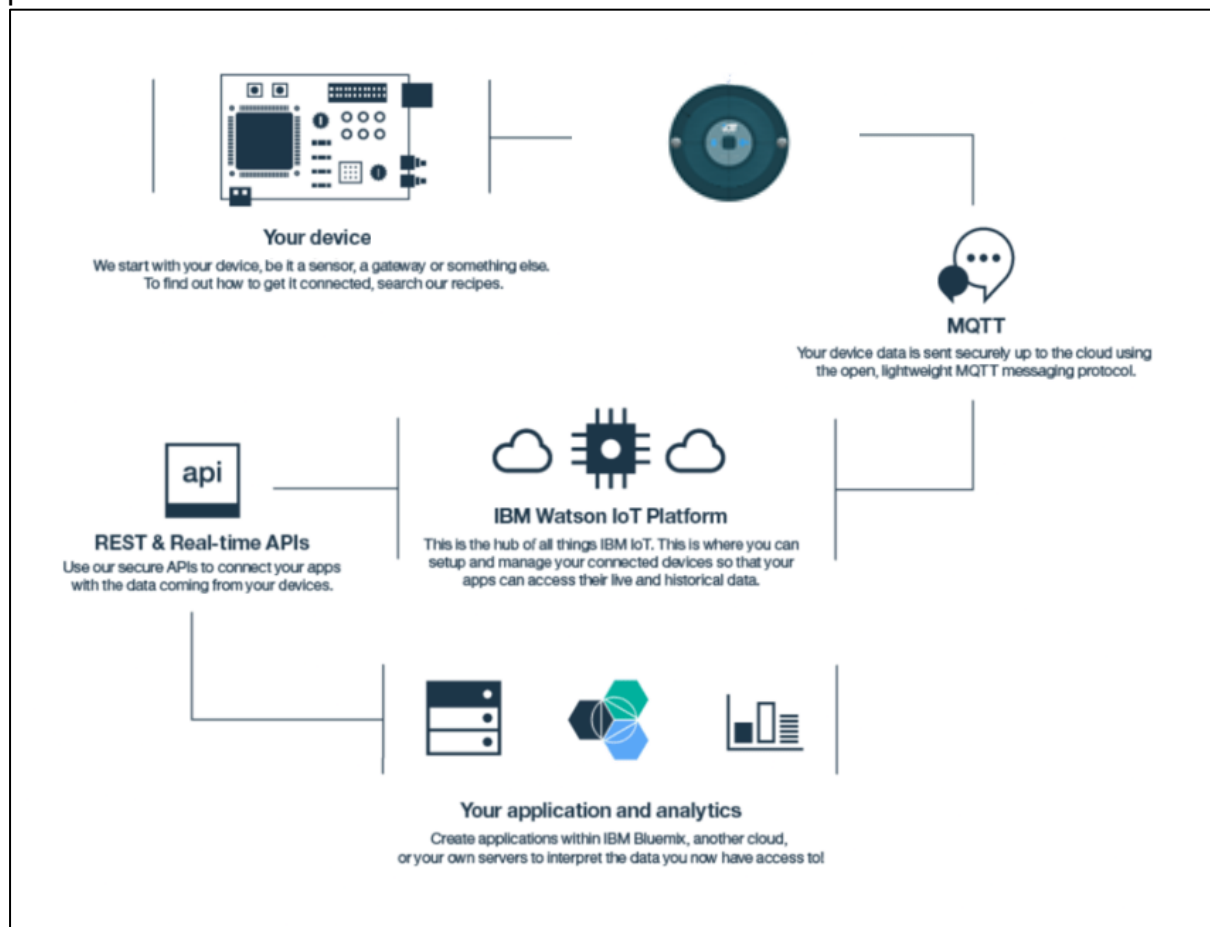 Your device
We start with your device, be it a sensor, a gateway or something else.
To find out how to get it connected, search our recipes.
MQTT
Your device data is sent securely up to the cloud using
the open, lightweight MQTT messaging protocol.
api
REST & Real-time APIs
Use our secure APIs to connect your apps
with the data coming from your devices.
IBM Watson IoT Platform
This is the hub of all things IBM IoT. This is where you can
setup and manage your connected devices so that your
apps can access their live and historical data.
Your application and analytics
Create applications within IBM Bluemix, another cloud,
or your own servers to interpret the data you now have access to!